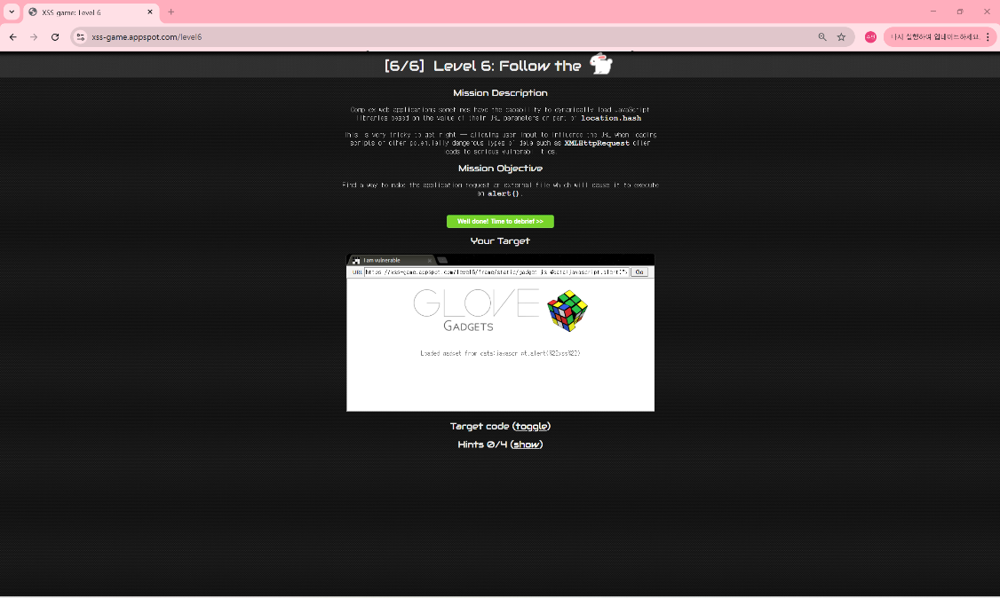 XSS game: Level 6
xss-game.appspot.com/level6
다시 실행하여 업데이트하세요.
[6/6] Level 6: Follow the
Mission Description
Complex web applications sometimes have the capability to dynamically load JavaScript
libraries based on the value of their URL parameters or part of location.hash
This is very tricky to get right -- allowing user input to influence the URL when loading
scripts or other potentially dangerous types of data such as XMLHttpRequest often
leads to serious vulnerabilities.
Mission Objective
Find a way to make the application request an external file which will cause it to execute
an alert().
Well done! Time to debrief >>
Your Target
I am vulnerable
URL https://xss-game.appspot.com/level6/frame/static/gadget.js#data:javascript,alert("x
Go
GLOVE
GADGETS
Loaded gadget from data:javascript,alert(%22xss%22)
Target code (toggle)
Hints 0/4 (show)